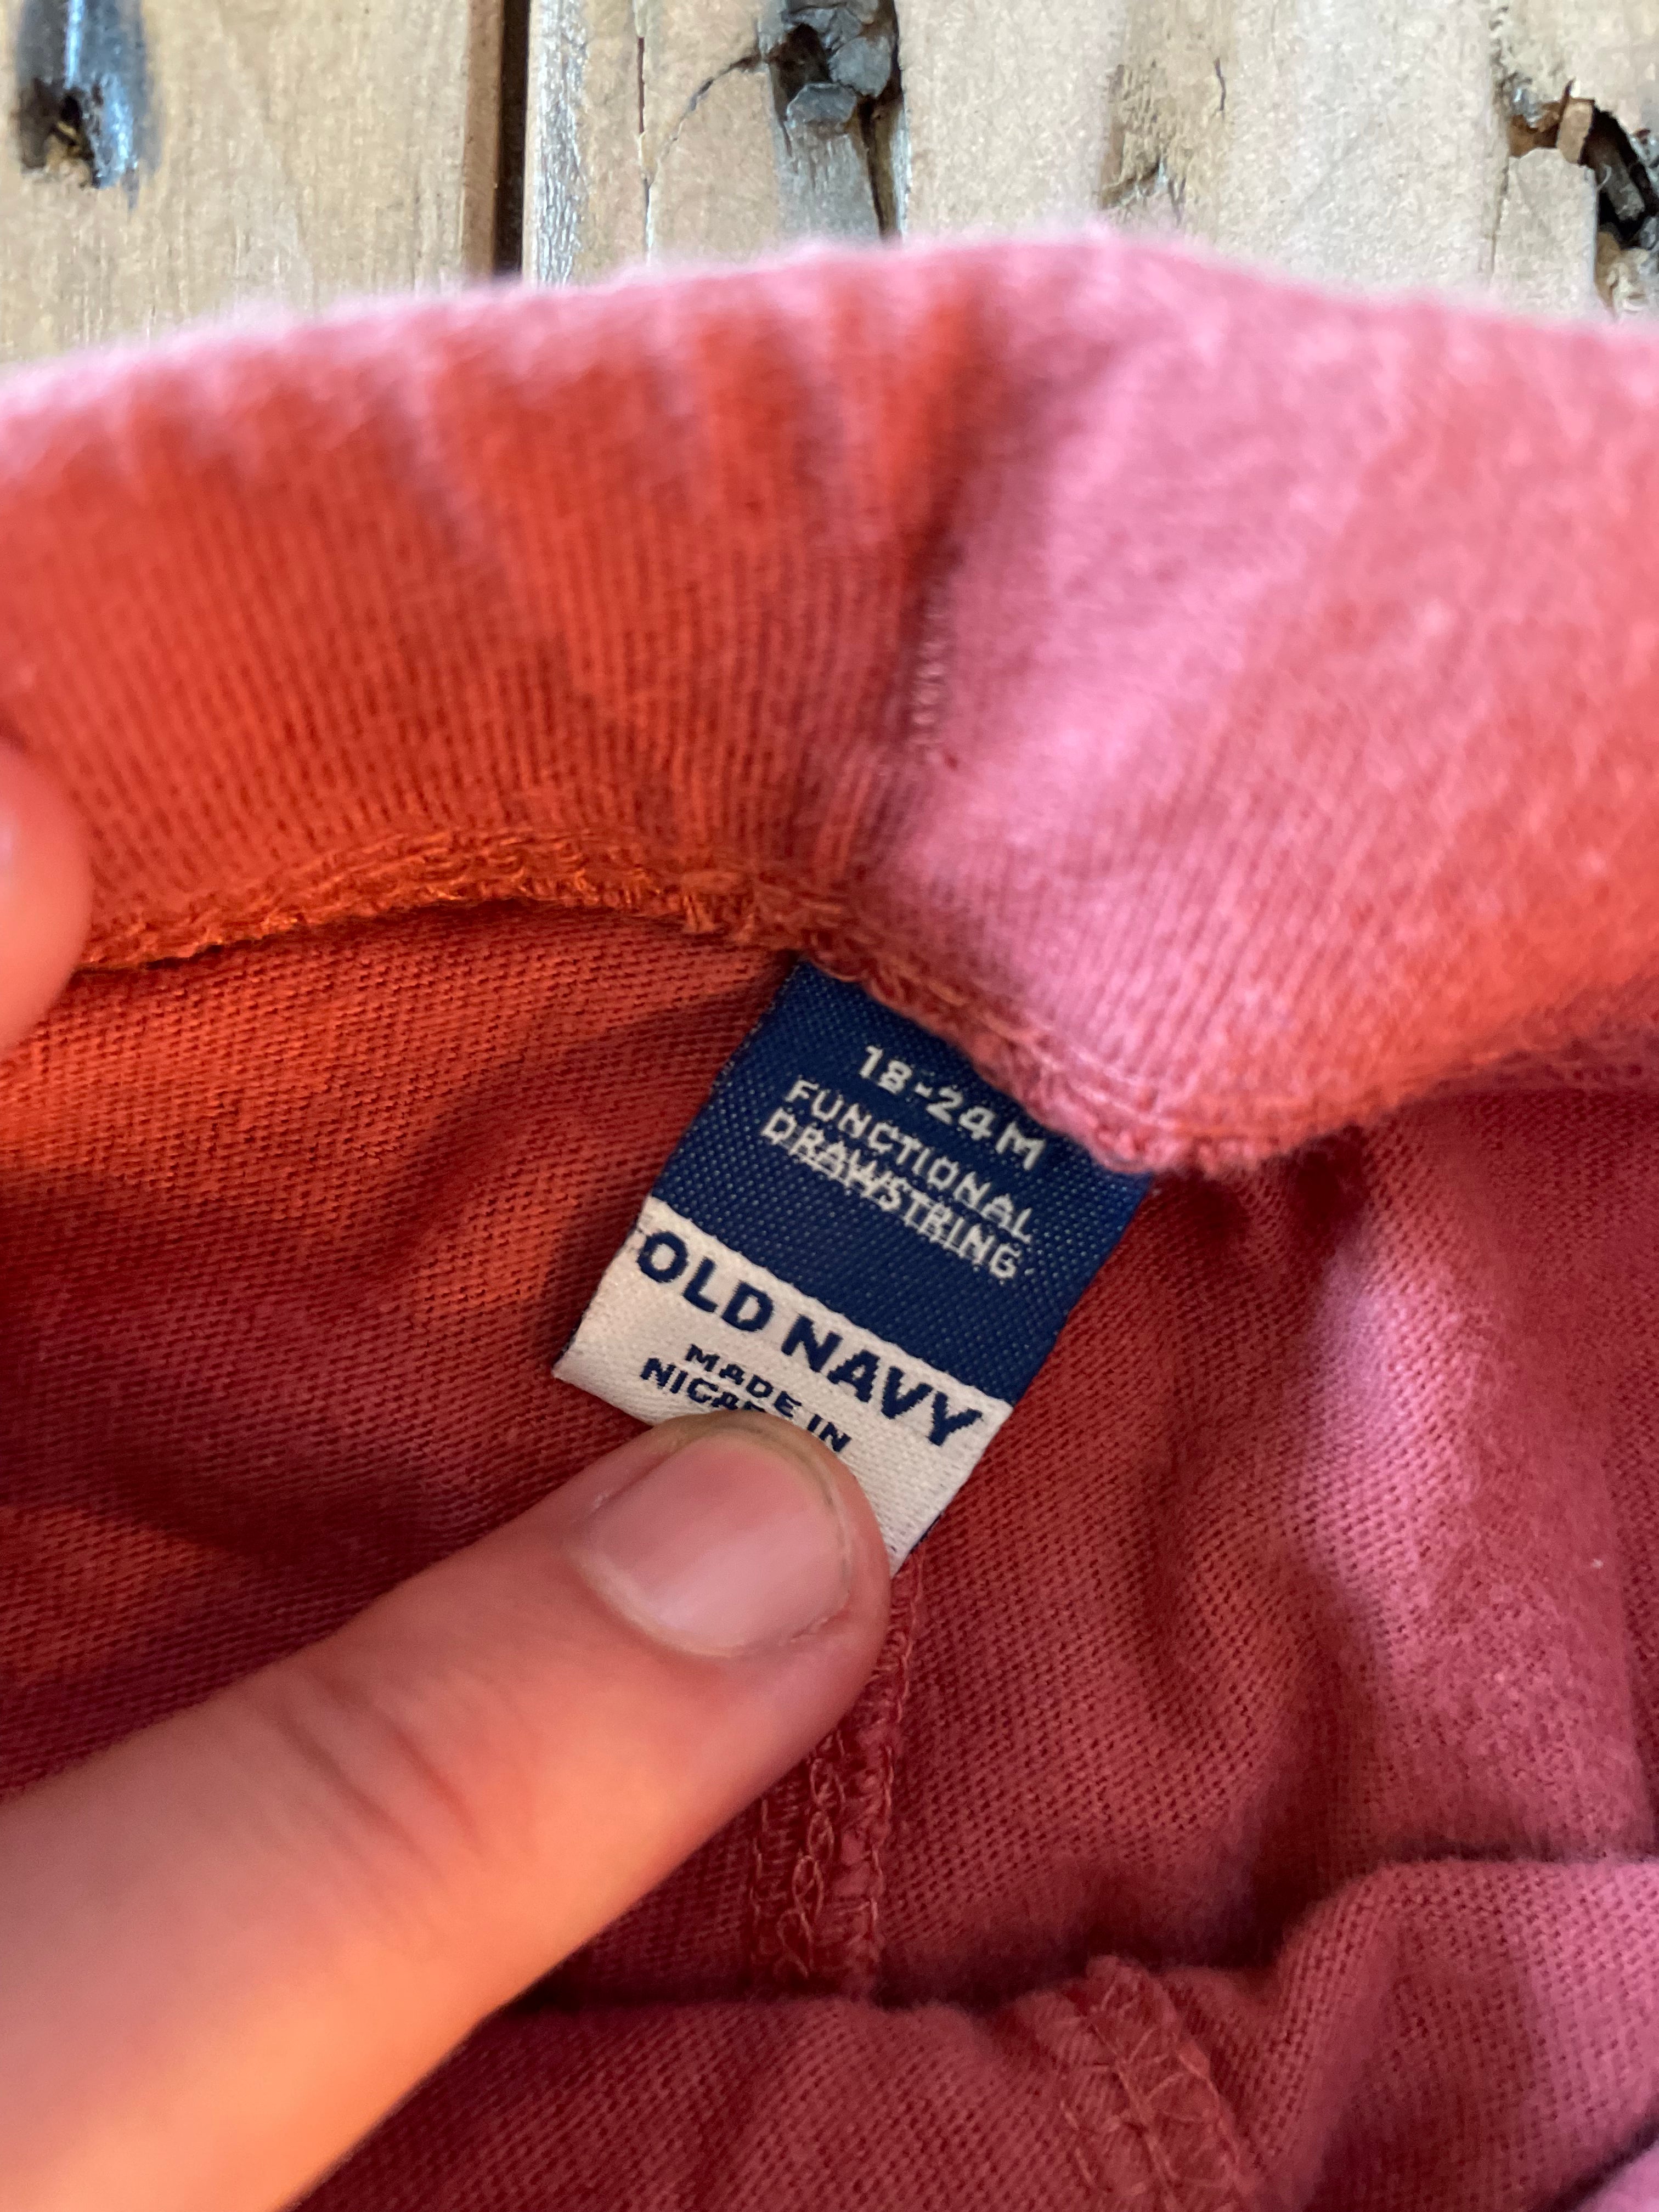 18-24M
FUNCTIONAL
DRAWSTRING
OLD NAVY
MADE IN